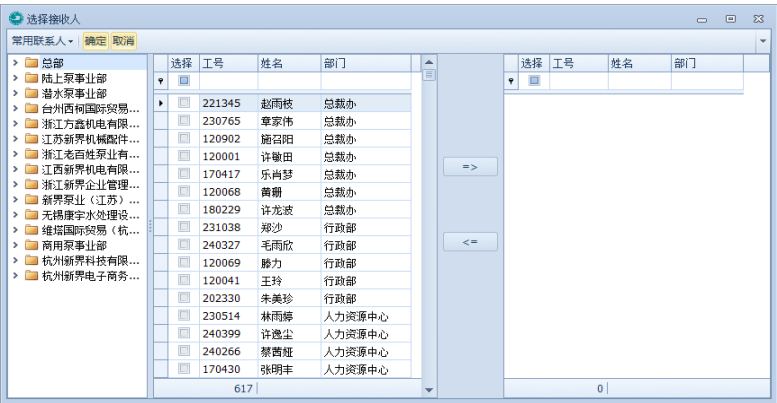 选择接收人
常用联系人 确定 取消
总部
陆上泵事业部
潜水泵事业部
台州西柯国际贸易...
浙江方鑫机电有限...
江苏新界机械配件...
浙江老百姓泵业有...
江西新界机电有限...
浙江新界企业管理...
新界泵业（江苏）...
无锡康宇水处理设...
维塔国际贸易（杭...
商用泵事业部
杭州新界科技有限...
杭州新界电子商务...
选择 工号 姓名 部门
221345 赵雨枝 总裁办
230765 章家伟 总裁办
120902 施召阳 总裁办
120001 许敏田 总裁办
170417 乐肖梦 总裁办
120068 黄珊 总裁办
180229 许龙波 总裁办
231038 郑沙 行政部
240327 毛雨欣 行政部
120069 滕力 行政部
120041 王玲 行政部
202330 朱美珍 行政部
230514 林雨婷 人力资源中心
240399 许逸尘 人力资源中心
240266 蔡茜娅 人力资源中心
170430 张明丰 人力资源中心
617
=>
<=
选择 工号 姓名 部门
0